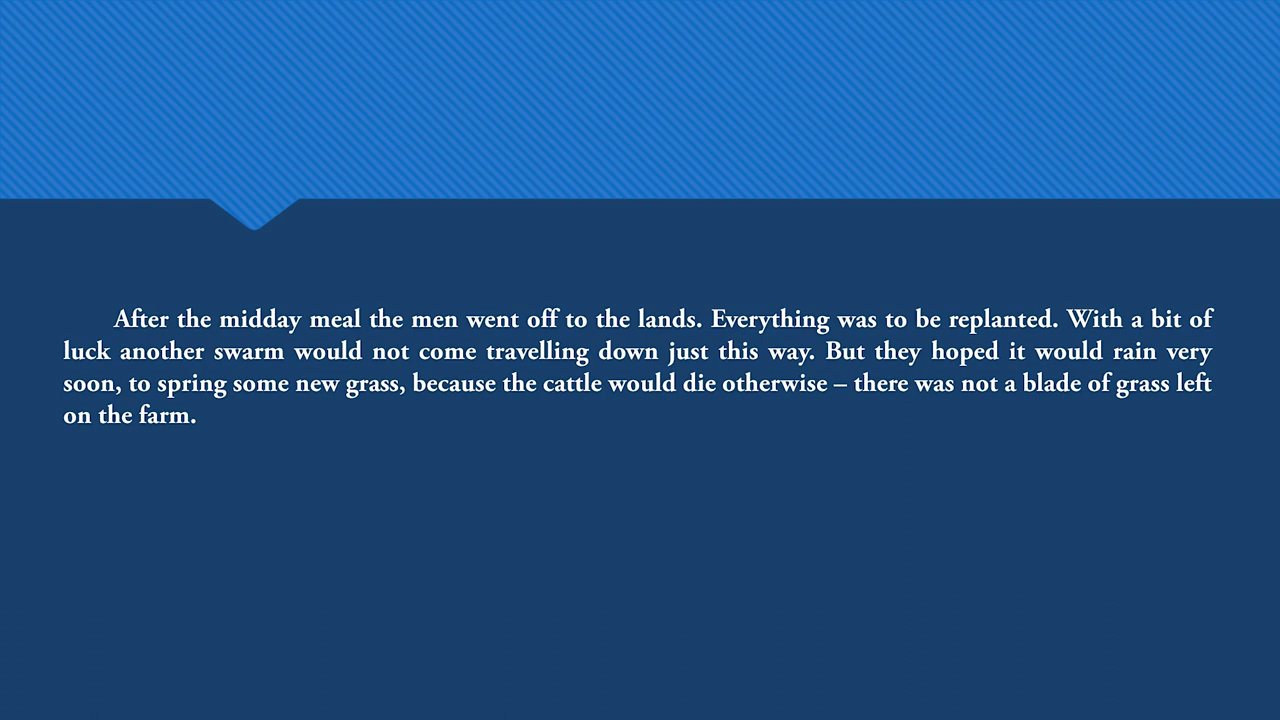 After the midday meal the men went off to the lands. Everything was to be replanted. With a bit of
luck another swarm would not come travelling down just this way. But they hoped it would rain very
soon, to spring some new grass, because the cattle would die otherwise – there was not a blade of grass left
on the farm.